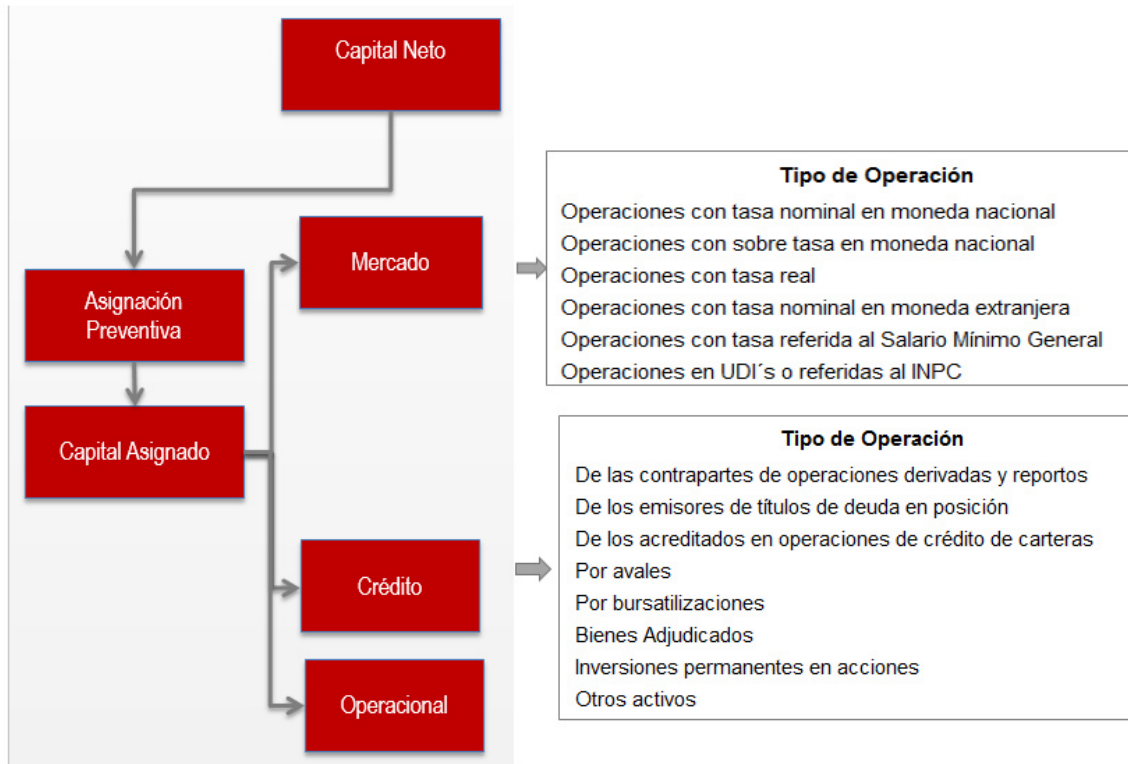 Capital Neto
Asignación
Preventiva
Capital Asignado
Mercado
Crédito
Operacional
Tipo de Operación
Operaciones con tasa nominal en moneda nacional
Operaciones con sobre tasa en moneda nacional
Operaciones con tasa real
Operaciones con tasa nominal en moneda extranjera
Operaciones con tasa referida al Salario Mínimo General
Operaciones en UDI´s o referidas al INPC
Tipo de Operación
De las contrapartes de operaciones derivadas y reportos
De los emisores de títulos de deuda en posición
De los acreditados en operaciones de crédito de carteras
Por avales
Por bursatilizaciones
Bienes Adjudicados
Inversiones permanentes en acciones
Otros activos